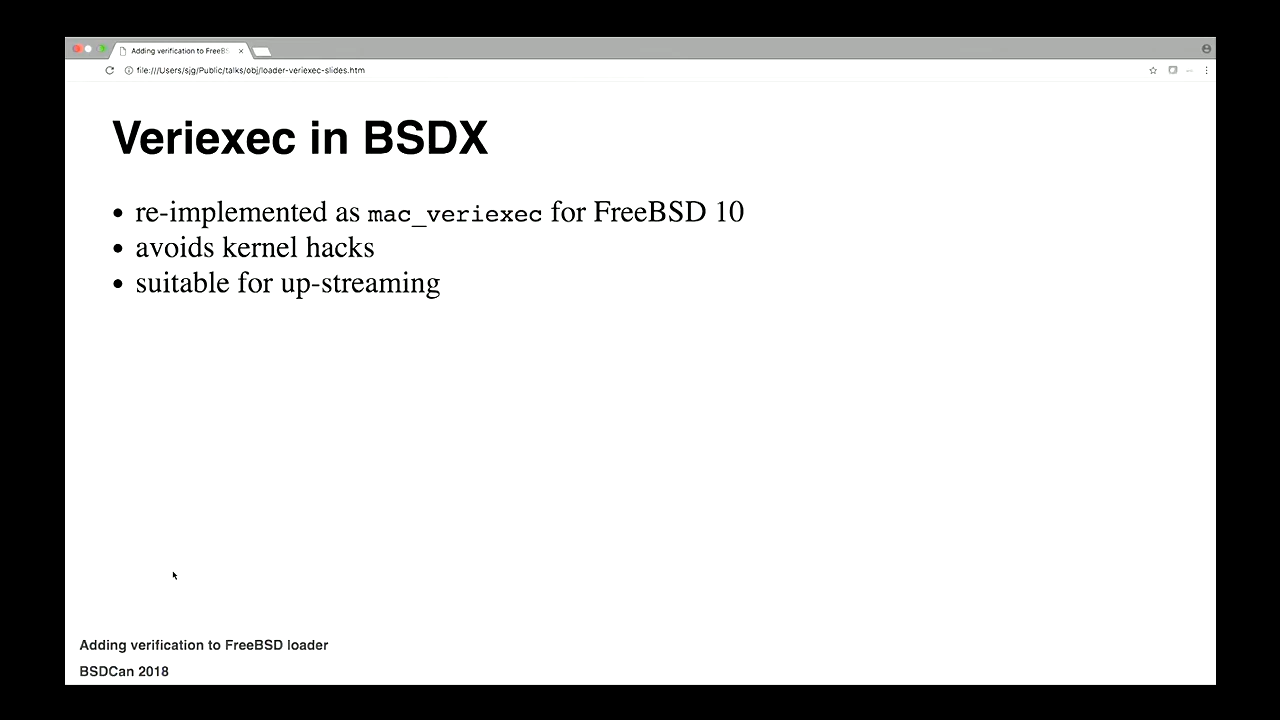 Adding verification to FreeBS
file:///Users/sjg/Public/talks/obj/loader-veriexec-slides.htm
Veriexec in BSDX
• re-implemented as mac_veriexec for FreeBSD 10
• avoids kernel hacks
• suitable for up-streaming
Adding verification to FreeBSD loader
BSDCan 2018